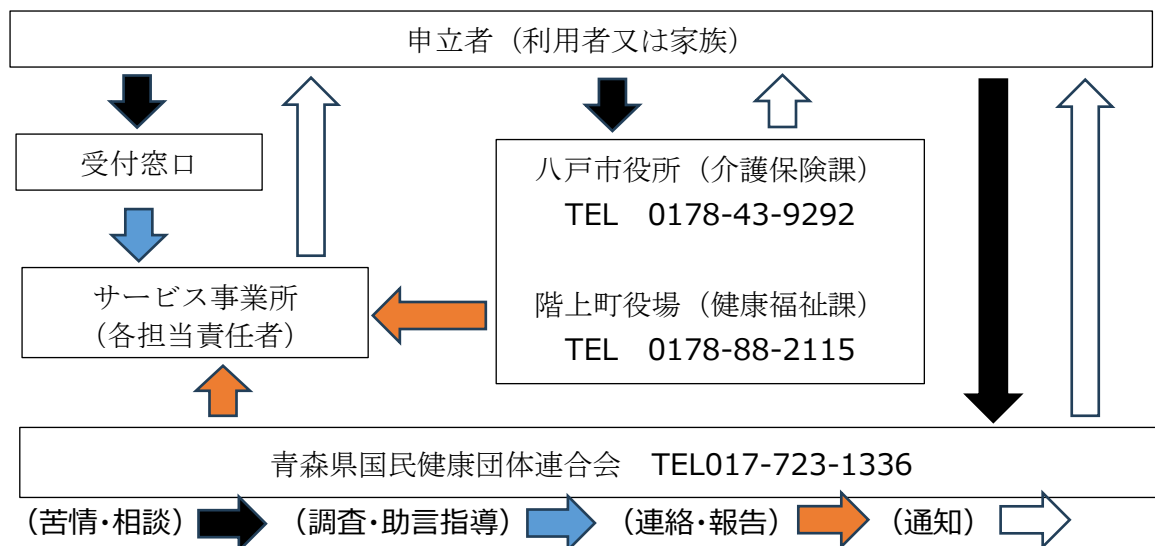 申立者（利用者又は家族）
受付窓口
八戸市役所（介護保険課）
TEL　0178-43-9292
サービス事業所
（各担当責任者）
階上町役場（健康福祉課）
TEL　0178-88-2115
青森県国民健康団体連合会　TEL017-723-1336
（苦情・相談）　（調査・助言指導）　（連絡・報告）　（通知）